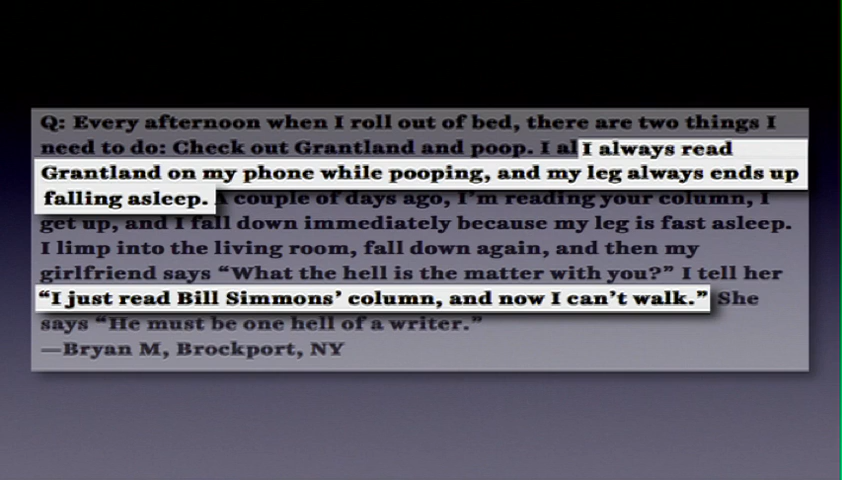 Q: Every afternoon when I roll out of bed, there are two things I
need to do: Check out Grantland and poop. I al I always read
Grantland on my phone while pooping, and my leg always ends up
falling asleep. A couple of days ago, I'm reading your column, I
get up, and I fall down immediately because my leg is fast asleep.
I limp into the living room, fall down again, and then my
girlfriend says “What the hell is the matter with you?” I tell her
“I just read Bill Simmons’ column, and now I can’t walk.” She
says “He must be one hell of a writer.”
—Bryan M, Brockport, NY